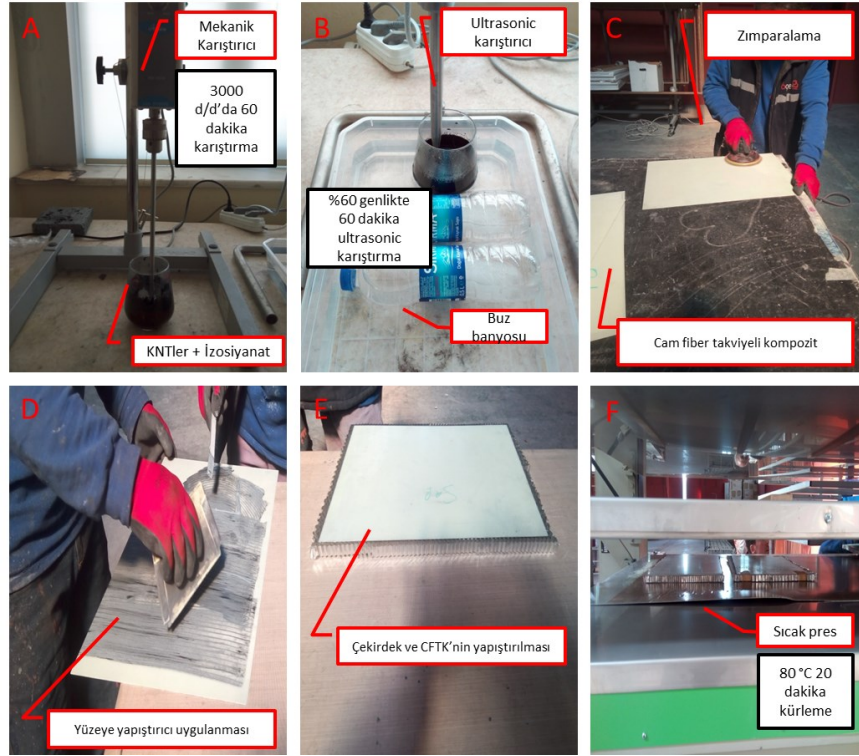 A
Mekanik
Karıştırıcı
3000
d/d’da 60
dakika
karıştırma
KNTler + İzosiyanat
B
Ultrasonic
karıştırıcı
%60 genlikte
60 dakika
ultrasonic
karıştırma
Buz
banyosu
C
Zımparalama
Cam fiber takviyeli kompozit
D
Yüzeye yapıştırıcı uygulanması
E
Çekirdek ve CFTK’nin yapıştırılması
F
Sıcak pres
80 °C 20
dakika
kürleme